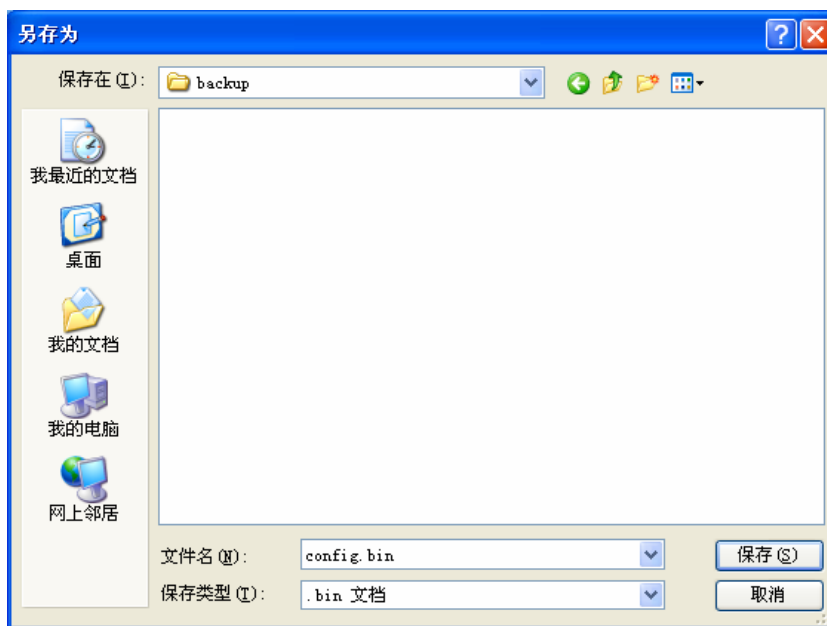 另存为
保存在(I):
backup
我最近的文档
桌面
我的文档
我的电脑
网上邻居
文件名(N):
config.bin
保存(S)
保存类型(T):
.bin 文档
取消